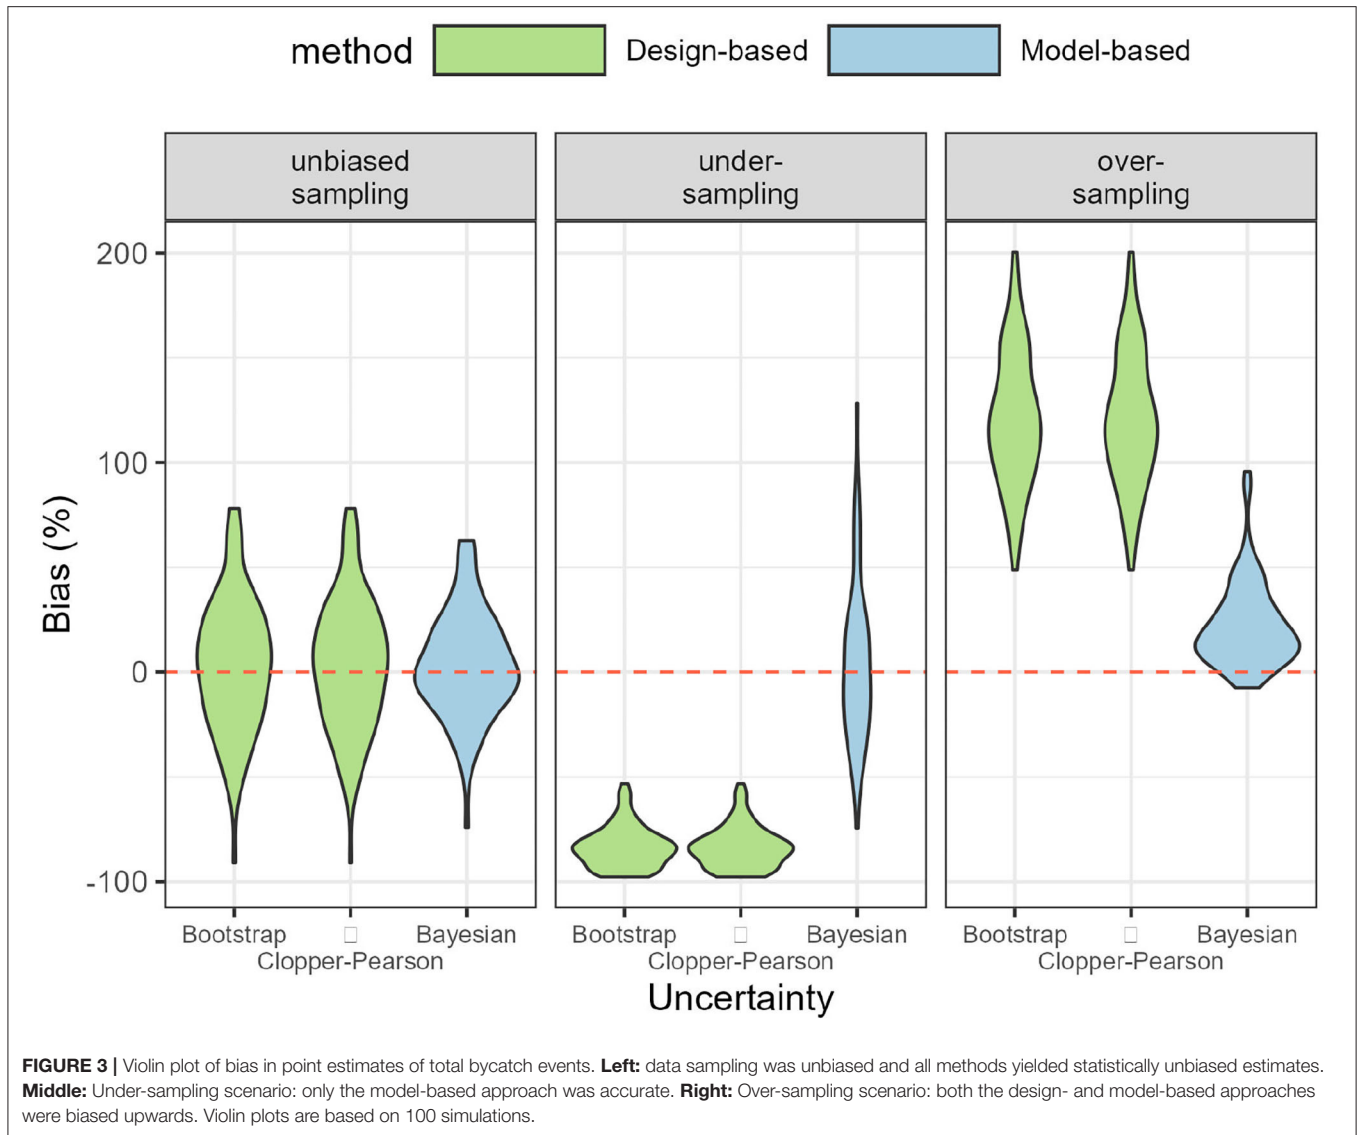 method Design-based Model-based
unbiased
sampling
under-
sampling
over-
sampling
Bias (%)
200
100
0
-100
Bootstrap □ Bayesian
Clopper-Pearson
Bootstrap □ Bayesian
Clopper-Pearson
Bootstrap □ Bayesian
Clopper-Pearson
Uncertainty
FIGURE 3 | Violin plot of bias in point estimates of total bycatch events. Left: data sampling was unbiased and all methods yielded statistically unbiased estimates.
Middle: Under-sampling scenario: only the model-based approach was accurate. Right: Over-sampling scenario: both the design- and model-based approaches
were biased upwards. Violin plots are based on 100 simulations.